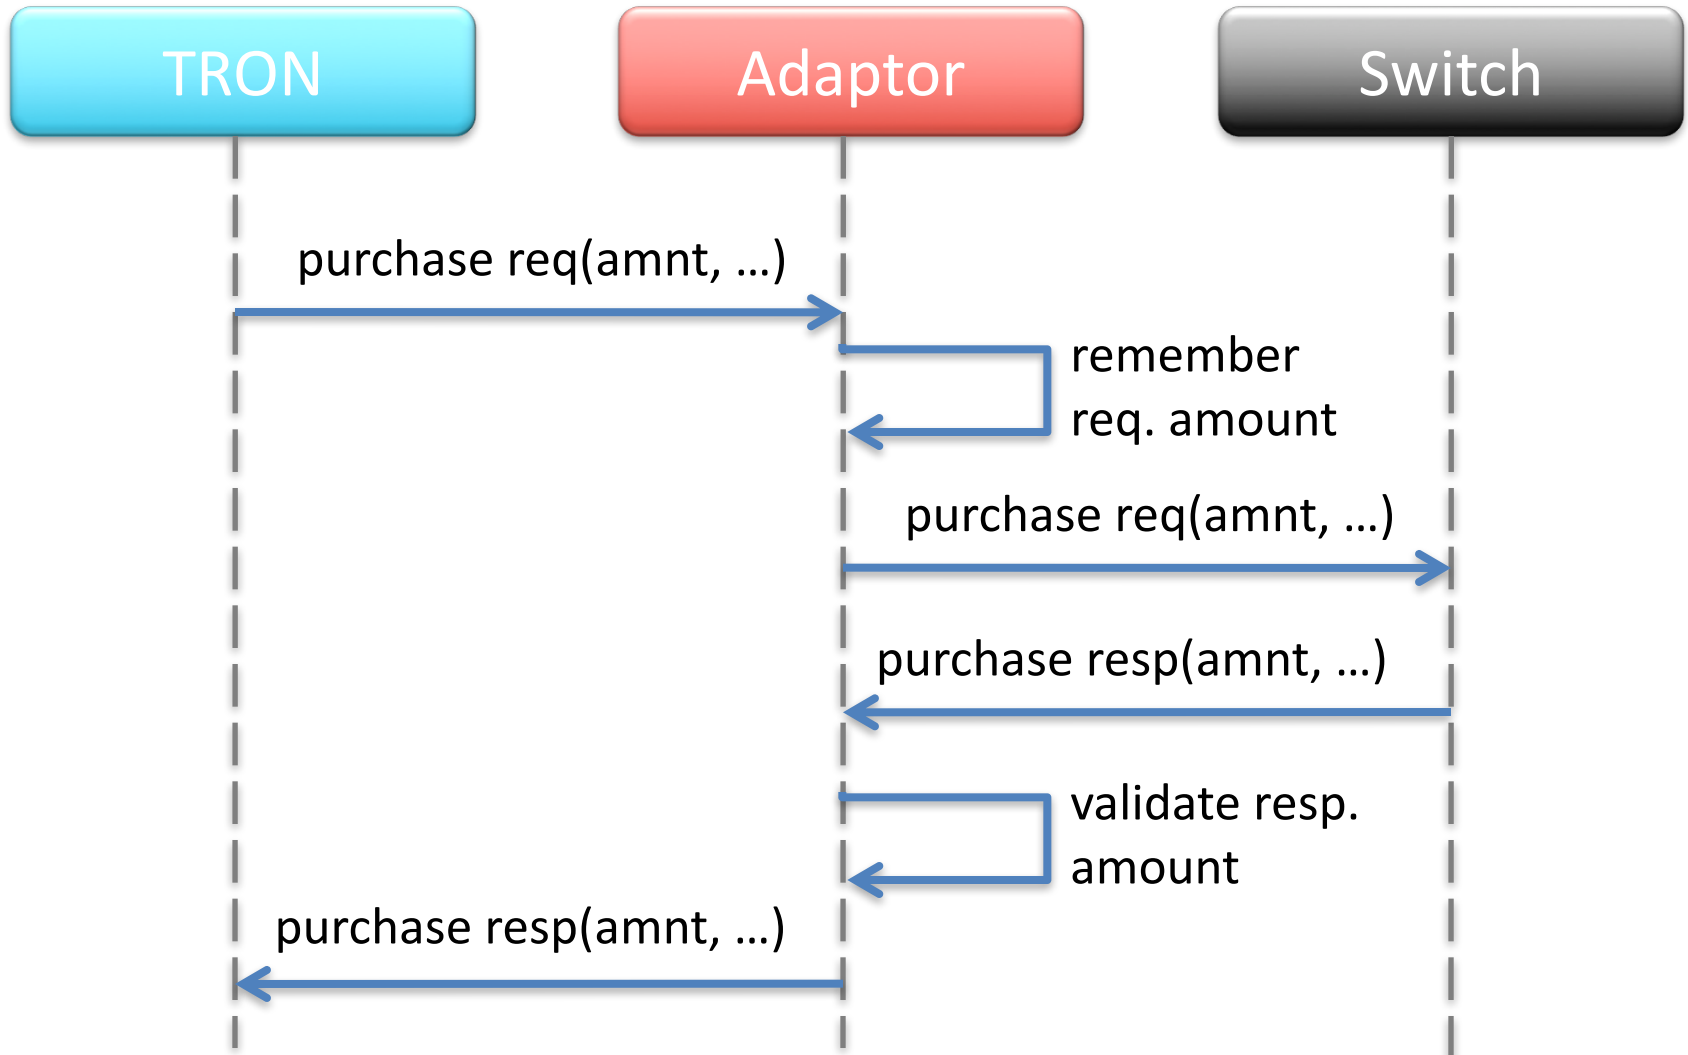 TRON
Adaptor
Switch
purchase req(amnt, …)
remember
req. amount
purchase req(amnt, …)
purchase resp(amnt, …)
validate resp.
amount
purchase resp(amnt, …)